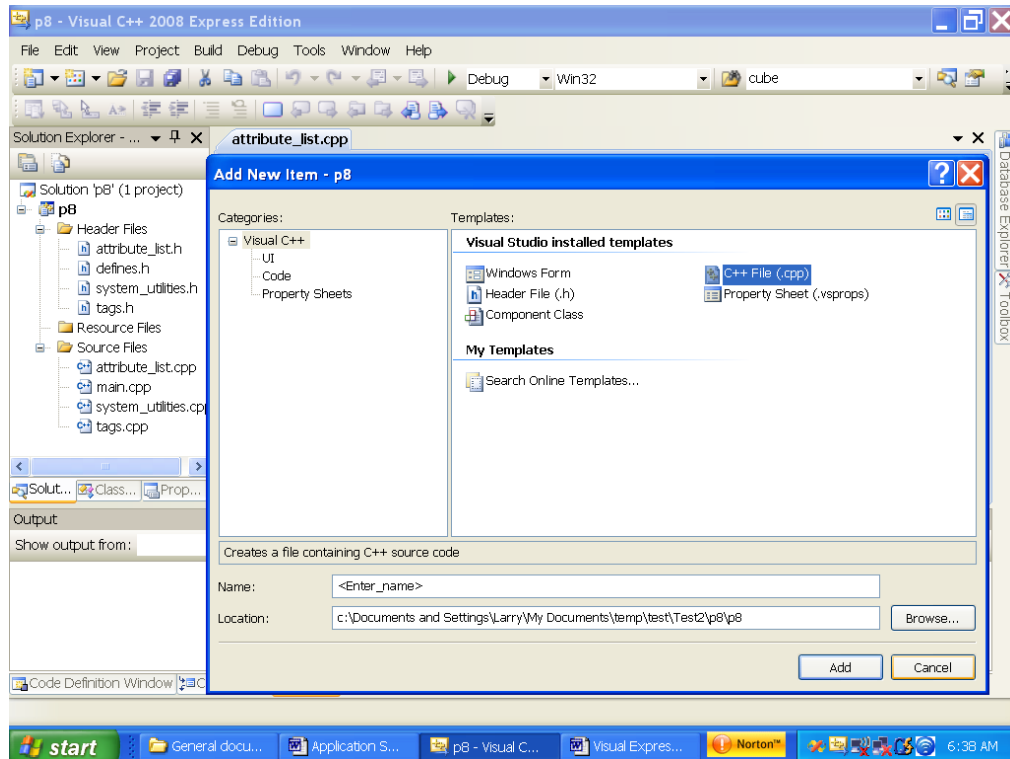 p8 - Visual C++ 2008 Express Edition
File Edit View Project Build Debug Tools Window Help
Debug Win32 cube
Solution Explorer - ...
attribute_list.cpp
Solution 'p8' (1 project)
p8
Header Files
attribute_list.h
defines.h
system_utilities.h
tags.h
Resource Files
Source Files
attribute_list.cpp
main.cpp
system_utilities.cpp
tags.cpp
Solut... Class... Prop...
Output
Show output from:
Code Definition Window C
Add New Item - p8
Categories:
Visual C++
UI
Code
Property Sheets
Templates:
Visual Studio installed templates
Windows Form
Header File (.h)
Component Class
C++ File (.cpp)
Property Sheet (.vsprops)
My Templates
Search Online Templates...
Creates a file containing C++ source code
Name: <Enter_name>
Location: c:\Documents and Settings\Larry\My Documents\temp\test\Test2\p8\p8
Browse...
Add Cancel
Database Explorer
Toolbox
start General docu... Application S... p8 - Visual C... Visual Expres... Norton™ 6:38 AM